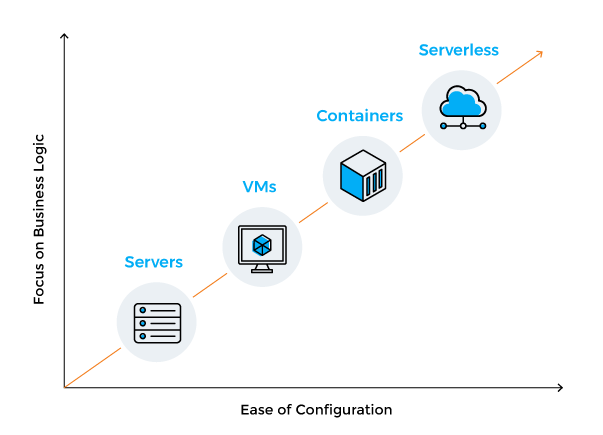 Serverless
Containers
VMs
Servers
Focus on Business Logic
Ease of Configuration